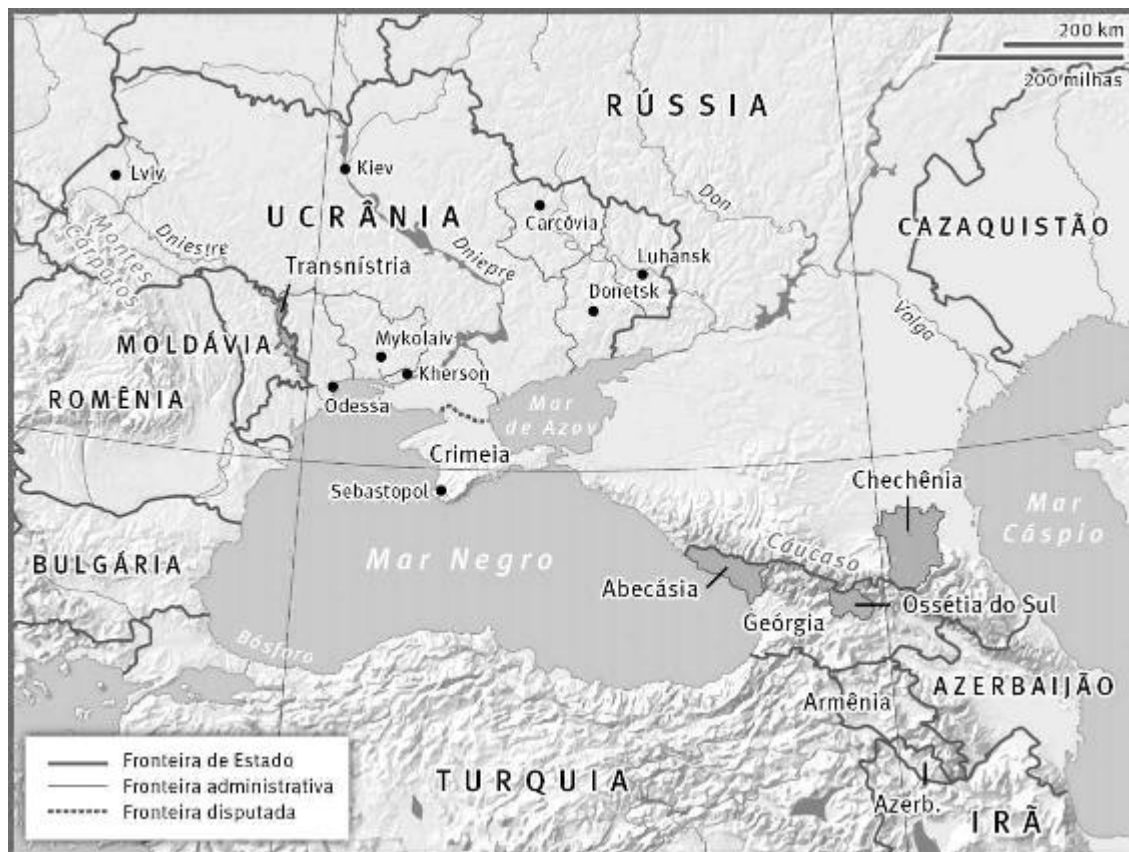 200 km
200 milhas
RÚSSIA
Lviv
Kiev
UCRÂNIA
Carcóvia
Don
CAZAQUISTÃO
Montes
Cárpatos
Dniestre
Transnístria
Dniepre
Luhansk
Donetsk
Volga
MOLDÁVIA
Mykolaiv
Kherson
ROMÊNIA
Odessa
Mar
de Azov
Crimeia
Sebastopol
Chechênia
Mar
Cáspio
BULGÁRIA
Mar Negro
Cáucaso
Abecásia
Ossétia do Sul
Geórgia
Bósforo
Armênia
AZERBAIJÃO
TURQUIA
Azerb.
IRÃ
Fronteira de Estado
Fronteira administrativa
Fronteira disputada